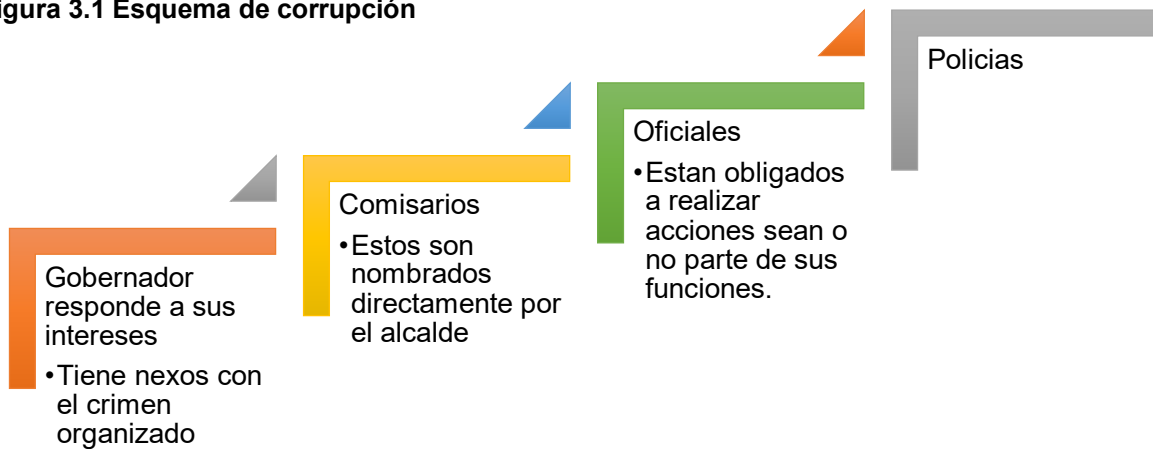 igura 3.1 Esquema de corrupción
Gobernador
responde a sus
intereses
•Tiene nexos con
el crimen
organizado
Comisarios
•Estos son
nombrados
directamente por
el alcalde
Oficiales
•Estan obligados
a realizar
acciones sean o
no parte de sus
funciones.
Policias